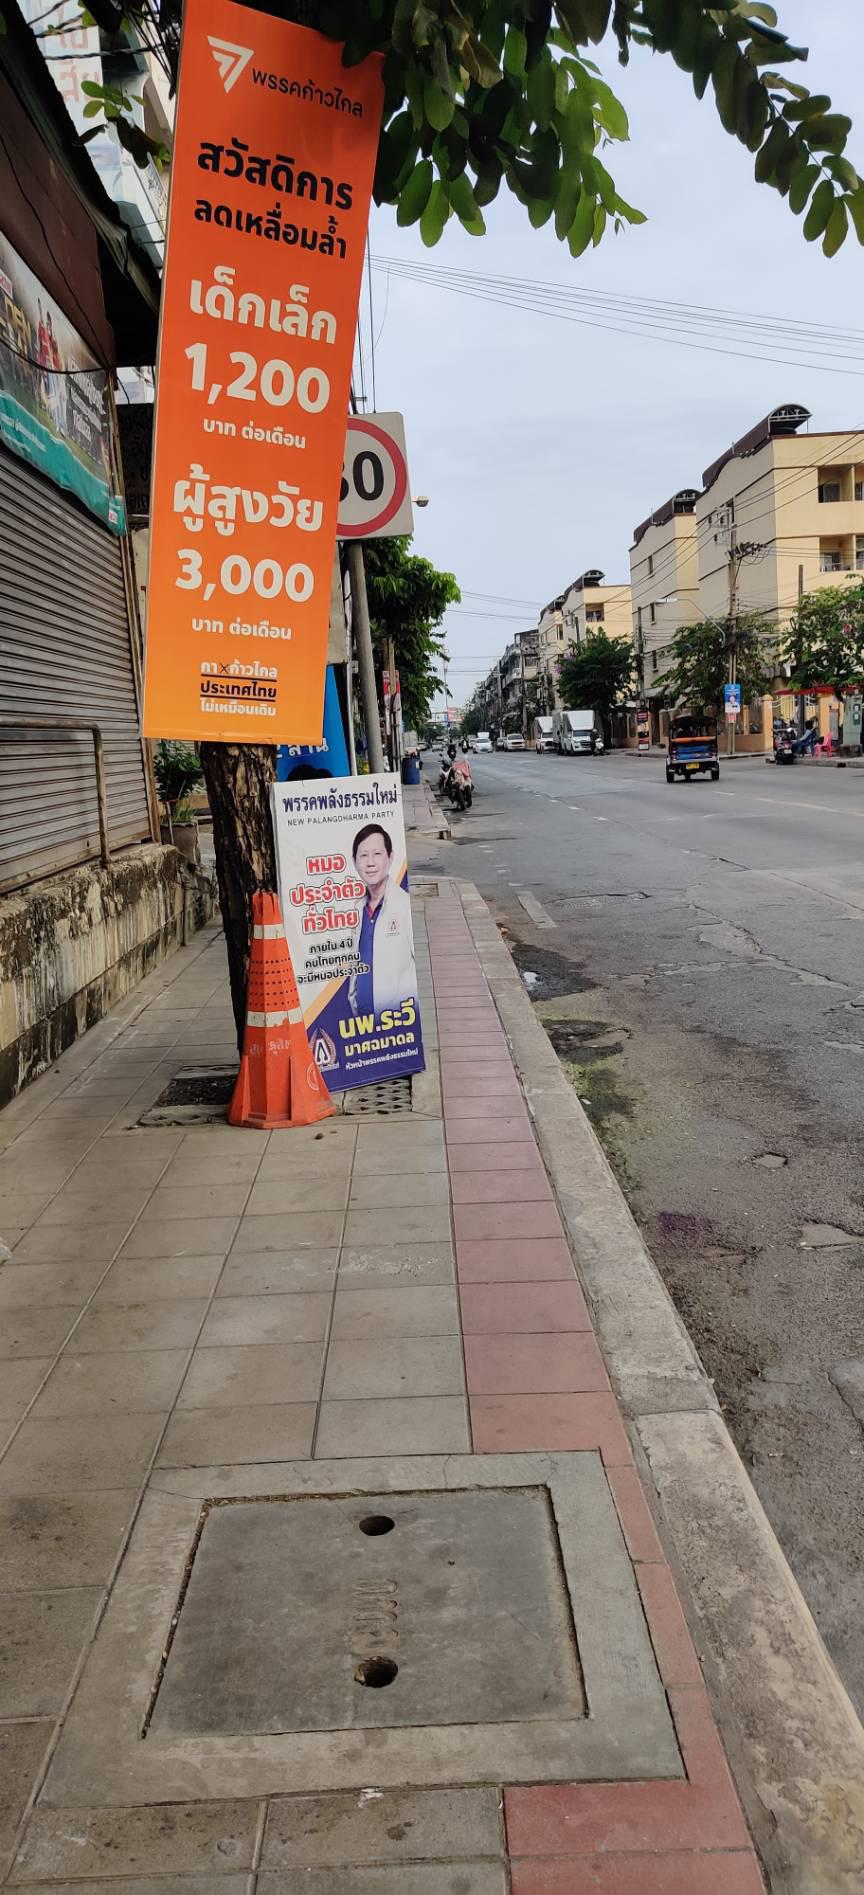 พรรคก้าวไกล
สวัสดิการ
ลดเหลื่อมล้ำ
เด็กเล็ก
1,200
บาท ต่อเดือน
ผู้สูงวัย
3,000
บาท ต่อเดือน
กา X ก้าวไกล
ประเทศไทย
ไม่เหมือนเดิม
พรรคพลังธรรมใหม่
NEW PALANGDHARMA PARTY
หมอ
ประจำตัว
ทั่วไทย
ภายใน 4 ปี
คนไทยทุกคน
จะมีหมอประจำตัว
นพ.ระวี
มาศฉมาดล
หัวหน้าพรรคพลังธรรมใหม่